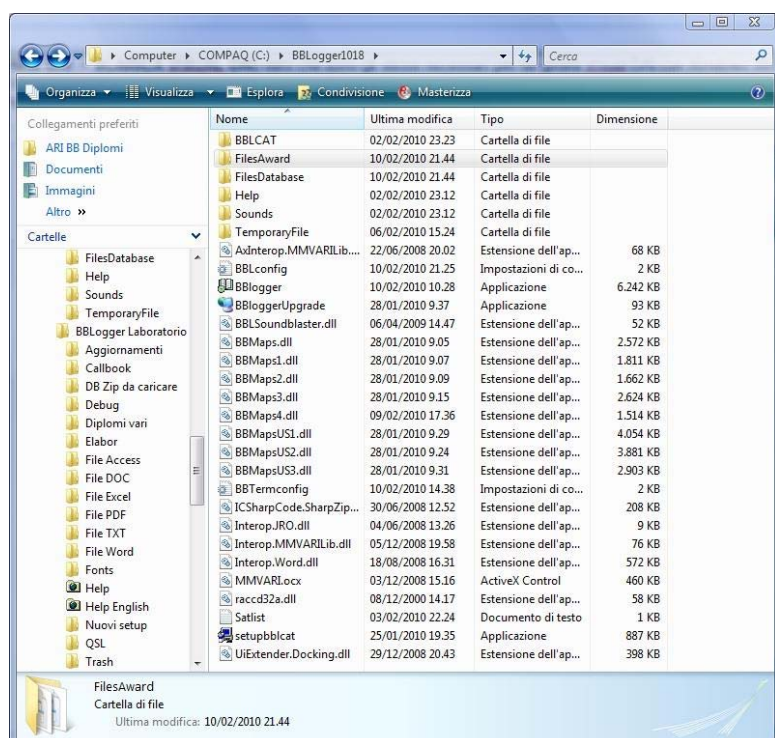 Computer ▸ COMPAQ (C:) ▸ BBLogger1018 ▸
Cerca
Organizza
Visualizza
Esplora
Condivisione
Masterizza
Collegamenti preferiti
ARI BB Diplomi
Documenti
Immagini
Altro »
Cartelle
FilesDatabase
Help
Sounds
TemporaryFile
BBLogger Laboratorio
Aggiornamenti
Callbook
DB Zip da caricare
Debug
Diplomi vari
Elabor
File Access
File DOC
File Excel
File PDF
File TXT
File Word
Fonts
Help
Help English
Nuovi setup
QSL
Trash
Nome Ultima modifica Tipo Dimensione
BBLCAT 02/02/2010 23.23 Cartella di file
FilesAward 10/02/2010 21.44 Cartella di file
FilesDatabase 10/02/2010 21.44 Cartella di file
Help 02/02/2010 23.12 Cartella di file
Sounds 02/02/2010 23.12 Cartella di file
TemporaryFile 06/02/2010 15.24 Cartella di file
AxInterop.MMVARILib.... 22/06/2008 20.02 Estensione dell'ap... 68 KB
BBLconfig 10/02/2010 21.25 Impostazioni di co... 2 KB
BBlogger 10/02/2010 10.28 Applicazione 6.242 KB
BBloggerUpgrade 28/01/2010 9.37 Applicazione 93 KB
BBLSoundblaster.dll 06/04/2009 14.47 Estensione dell'ap... 52 KB
BBMaps.dll 28/01/2010 9.05 Estensione dell'ap... 2.572 KB
BBMaps1.dll 28/01/2010 9.07 Estensione dell'ap... 1.811 KB
BBMaps2.dll 28/01/2010 9.09 Estensione dell'ap... 1.662 KB
BBMaps3.dll 28/01/2010 9.15 Estensione dell'ap... 2.624 KB
BBMaps4.dll 09/02/2010 17.36 Estensione dell'ap... 1.514 KB
BBMapsUS1.dll 28/01/2010 9.29 Estensione dell'ap... 4.054 KB
BBMapsUS2.dll 28/01/2010 9.24 Estensione dell'ap... 3.881 KB
BBMapsUS3.dll 28/01/2010 9.31 Estensione dell'ap... 2.903 KB
BBTermconfig 10/02/2010 14.38 Impostazioni di co... 2 KB
ICSharpCode.SharpZip... 30/06/2008 12.52 Estensione dell'ap... 208 KB
Interop.JRO.dll 04/06/2008 13.26 Estensione dell'ap... 9 KB
Interop.MMVARILib.dll 05/12/2008 19.58 Estensione dell'ap... 76 KB
Interop.Word.dll 18/08/2008 16.31 Estensione dell'ap... 572 KB
MMVARI.ocx 03/12/2008 15.16 ActiveX Control 460 KB
raccd32a.dll 08/12/2000 14.17 Estensione dell'ap... 58 KB
Satlist 03/02/2010 22.24 Documento di testo 1 KB
setupbblcat 25/01/2010 19.35 Applicazione 887 KB
UiExtender.Docking.dll 29/12/2008 20.43 Estensione dell'ap... 398 KB
FilesAward
Cartella di file
Ultima modifica: 10/02/2010 21.44